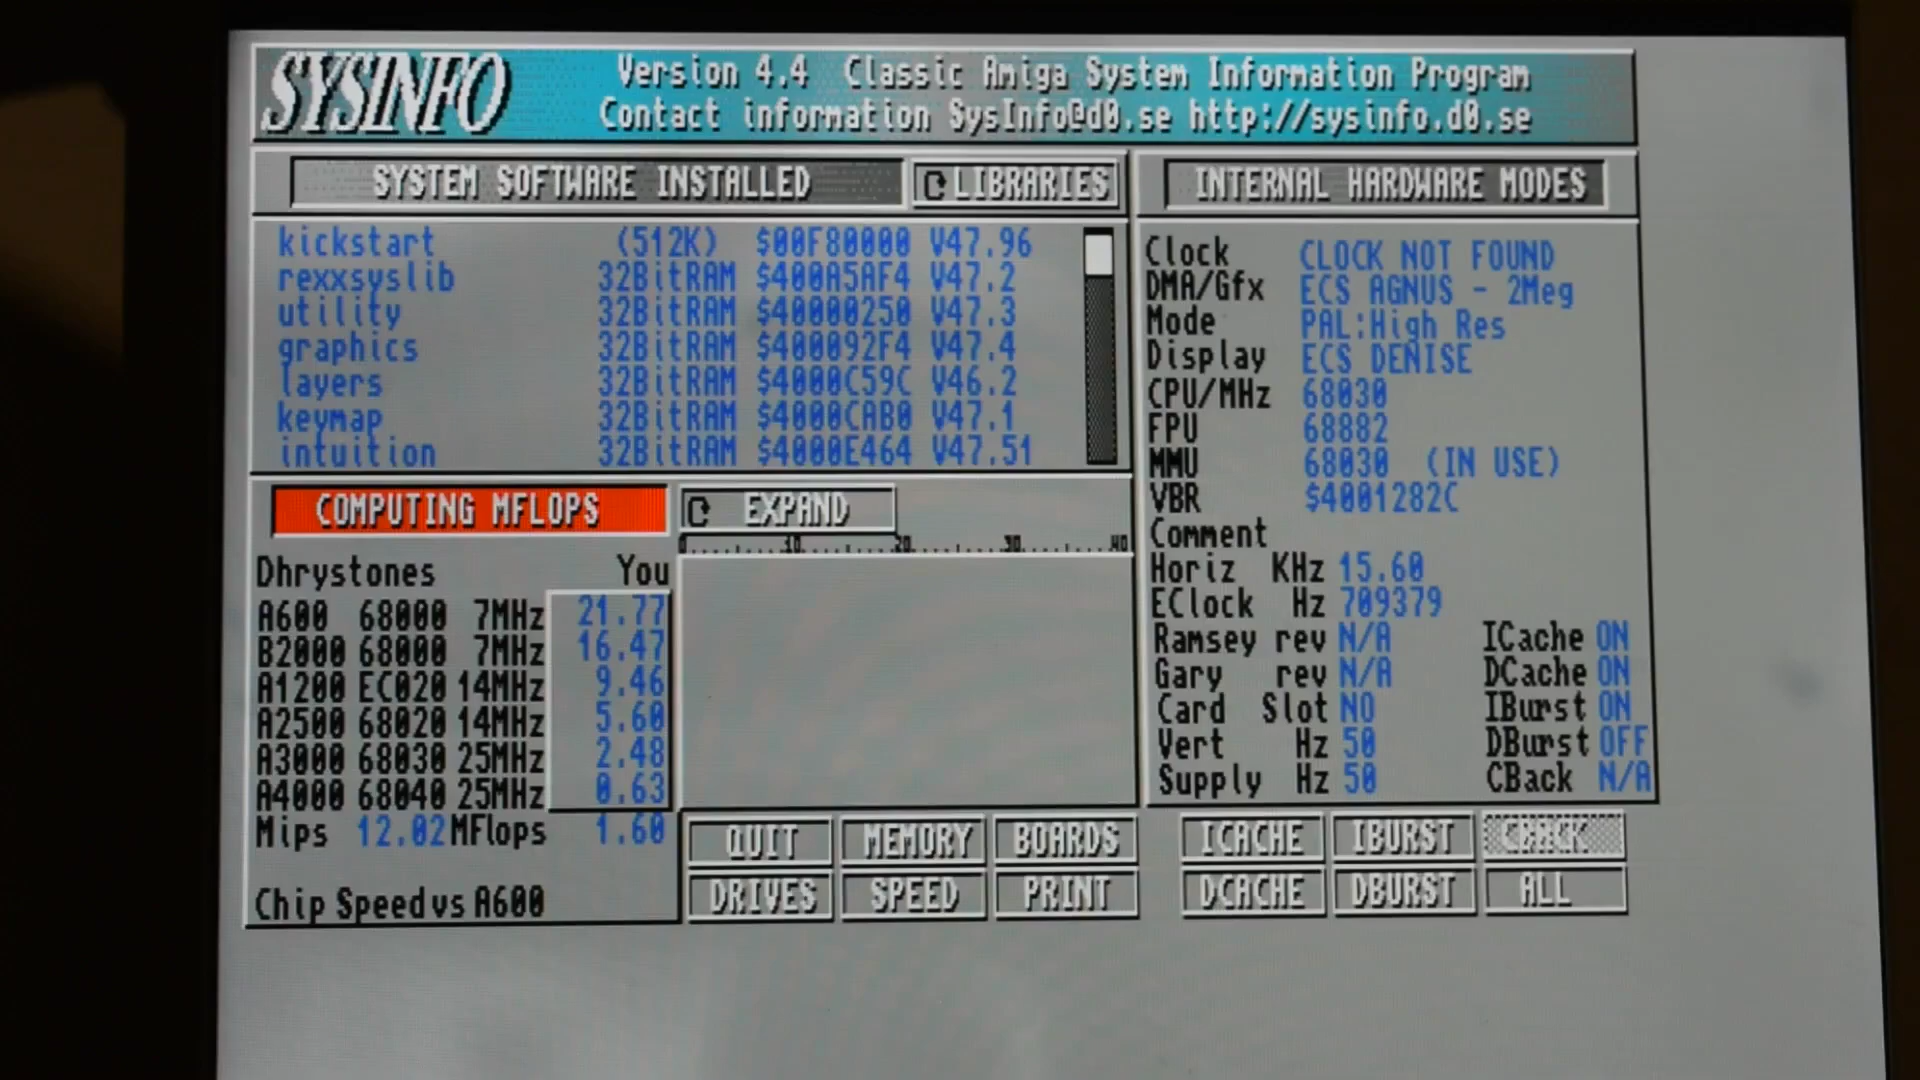 SYSINFO
Version 4.4 Classic Amiga System Information Program
Contact information SysInfo@d0.se http://sysinfo.d0.se
SYSTEM SOFTWARE INSTALLED LIBRARIES
kickstart (512K) $00F80000 V47.96
rexxsyslib 32BitRAM $400A5AF4 V47.2
utility 32BitRAM $40000250 V47.3
graphics 32BitRAM $400092F4 V47.4
layers 32BitRAM $4000C59C V46.2
keymap 32BitRAM $4000CAB0 V47.1
intuition 32BitRAM $4000E464 V47.51
COMPUTING MFLOPS EXPAND
0 10 20 30 40
Dhrystones You
A600 68000 7MHz 21.77
B2000 68000 7MHz 16.47
A1200 EC020 14MHz 9.46
A2500 68020 14MHz 5.60
A3000 68030 25MHz 2.48
A4000 68040 25MHz 0.63
Mips 12.02 MFlops 1.60
Chip Speed vs A600
QUIT MEMORY BOARDS
DRIVES SPEED PRINT
INTERNAL HARDWARE MODES
Clock CLOCK NOT FOUND
DMA/Gfx ECS AGNUS - 2Meg
Mode PAL:High Res
Display ECS DENISE
CPU/MHz 68030
FPU 68882
MMU 68030 (IN USE)
VBR $4001282C
Comment
Horiz KHz 15.60
EClock Hz 709379
Ramsey rev N/A ICache ON
Gary rev N/A DCache ON
Card Slot NO IBurst ON
Vert Hz 50 DBurst OFF
Supply Hz 50 CBack N/A
ICACHE IBURST CBACK
DCACHE DBURST ALL